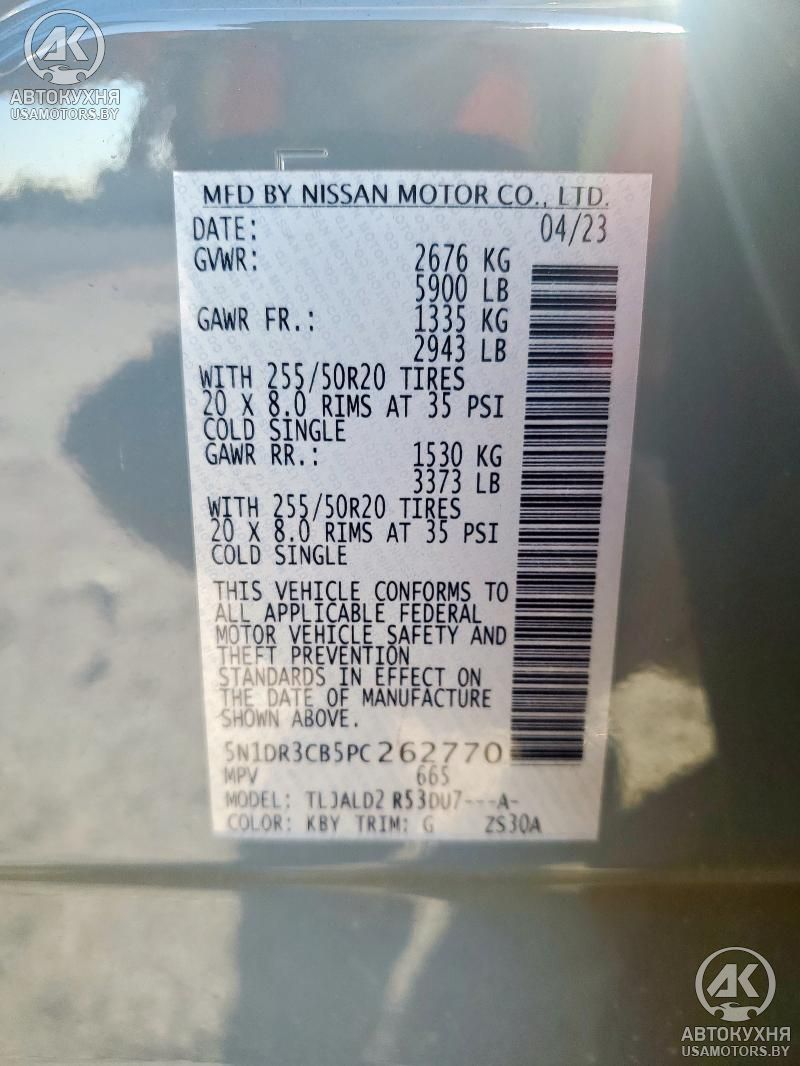 AK
АВТОКУХНЯ
USAMOTORS.BY
MFD BY NISSAN MOTOR CO., LTD.
DATE: 04/23
GVWR: 2676 KG
5900 LB
GAWR FR.: 1335 KG
2943 LB
WITH 255/50R20 TIRES
20 X 8.0 RIMS AT 35 PSI
COLD SINGLE
GAWR RR.: 1530 KG
3373 LB
WITH 255/50R20 TIRES
20 X 8.0 RIMS AT 35 PSI
COLD SINGLE
THIS VEHICLE CONFORMS TO
ALL APPLICABLE FEDERAL
MOTOR VEHICLE SAFETY AND
THEFT PREVENTION
STANDARDS IN EFFECT ON
THE DATE OF MANUFACTURE
SHOWN ABOVE.
5N1DR3CB5PC262770
MPV 665
MODEL: TLJALD2 R53DU7---A-
COLOR: KBY TRIM: G ZS30A
AK
АВТОКУХНЯ
USAMOTORS.BY